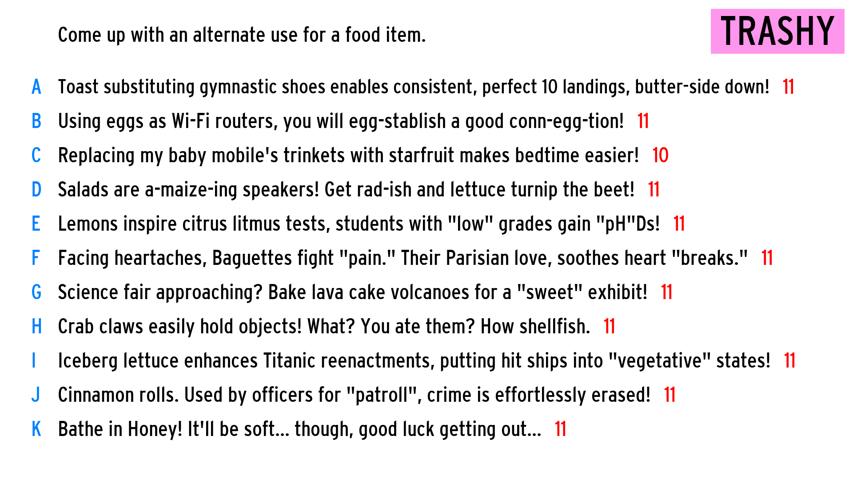 Come up with an alternate use for a food item.
TRASHY
A Toast substituting gymnastic shoes enables consistent, perfect 10 landings, butter-side down! 11
B Using eggs as Wi-Fi routers, you will egg-stablish a good conn-egg-tion! 11
C Replacing my baby mobile's trinkets with starfruit makes bedtime easier! 10
D Salads are a-maize-ing speakers! Get rad-ish and lettuce turnip the beet! 11
E Lemons inspire citrus litmus tests, students with "low" grades gain "pH"Ds! 11
F Facing heartaches, Baguettes fight "pain." Their Parisian love, soothes heart "breaks." 11
G Science fair approaching? Bake lava cake volcanoes for a "sweet" exhibit! 11
H Crab claws easily hold objects! What? You ate them? How shellfish. 11
I Iceberg lettuce enhances Titanic reenactments, putting hit ships into "vegetative" states! 11
J Cinnamon rolls. Used by officers for "patroll", crime is effortlessly erased! 11
K Bathe in Honey! It'll be soft... though, good luck getting out... 11